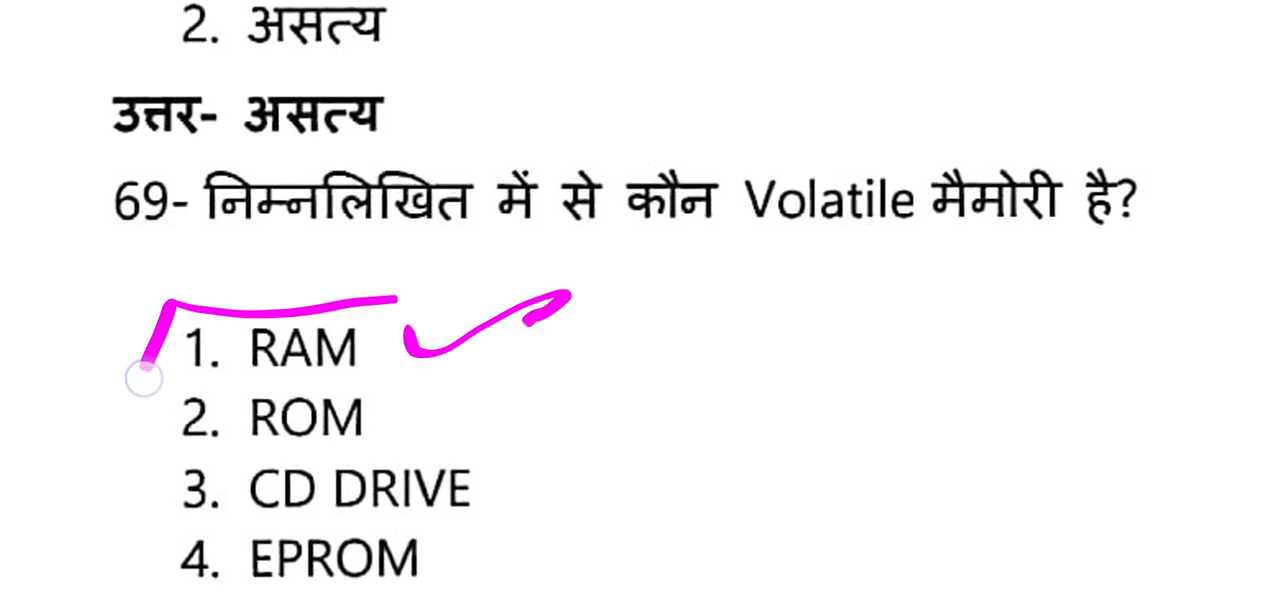 2. असत्य
उत्तर- असत्य
69- निम्नलिखित में से कौन Volatile मैमोरी है?
1. RAM
2. ROM
3. CD DRIVE
4. EPROM